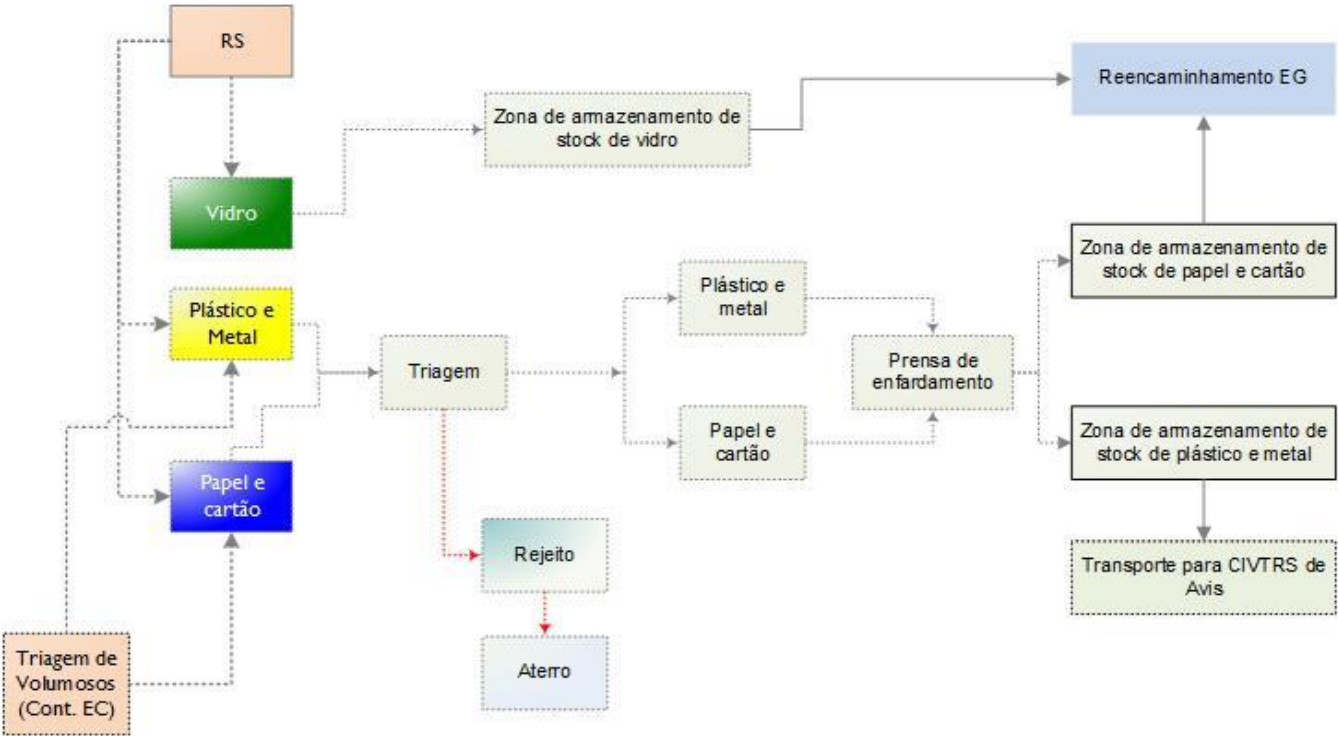 RS
Reencaminhamento EG
Zona de armazenamento de
stock de vidro
Vidro
Zona de armazenamento de
stock de papel e cartão
Plástico e
metal
Plástico e
Metal
Triagem
Prensa de
enfardamento
Papel e
cartão
Zona de armazenamento de
stock de plástico e metal
Papel e
cartão
Rejeito
Transporte para CIVTRS de
Avis
Triagem de
Volumosos
(Cont. EC)
Aterro